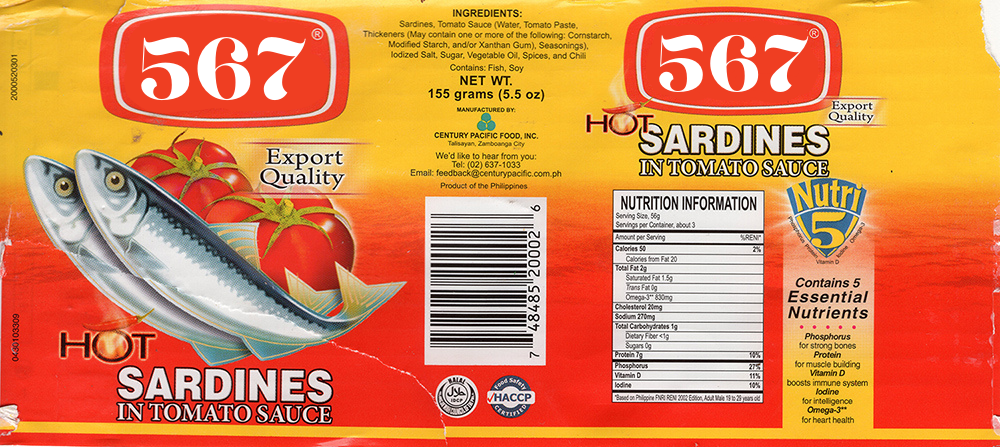 2000520301
0430103309
567®
Export
Quality
HOT
SARDINES
IN TOMATO SAUCE
INGREDIENTS:
Sardines, Tomato Sauce (Water, Tomato Paste,
Thickeners (May contain one or more of the following: Cornstarch,
Modified Starch, and/or Xanthan Gum), Seasonings),
Iodized Salt, Sugar, Vegetable Oil, Spices, and Chili
Contains: Fish, Soy
NET WT.
155 grams (5.5 oz)
MANUFACTURED BY:
CENTURY PACIFIC FOOD, INC.
Talisayan, Zamboanga City
We'd like to hear from you:
Tel: (02) 637-1033
Email: feedback@centurypacific.com.ph
Product of the Philippines
7 48485 20002 6
HALAL
IDCP
Food Safety
HACCP
CERTIFIED
567®
Export
Quality
HOT
SARDINES
IN TOMATO SAUCE
NUTRITION INFORMATION
Serving Size, 56g
Servings per Container, about 3
Amount per Serving %RENI*
Calories 50 2%
Calories from Fat 20
Total Fat 2g
Saturated Fat 1.5g
Trans Fat 0g
Omega-3** 830mg
Cholesterol 20mg
Sodium 270mg
Total Carbohydrates 1g
Dietary Fiber <1g
Sugars 0g
Protein 7g 10%
Phosphorus 27%
Vitamin D 11%
Iodine 10%
*Based on Philippine FNRI RENI 2002 Edition, Adult Male 19 to 29 years old
Nutri
5
Phosphorus Protein Vitamin D Iodine Omega-3
Contains 5
Essential
Nutrients
Phosphorus
for strong bones
Protein
for muscle building
Vitamin D
boosts immune system
Iodine
for intelligence
Omega-3**
for heart health